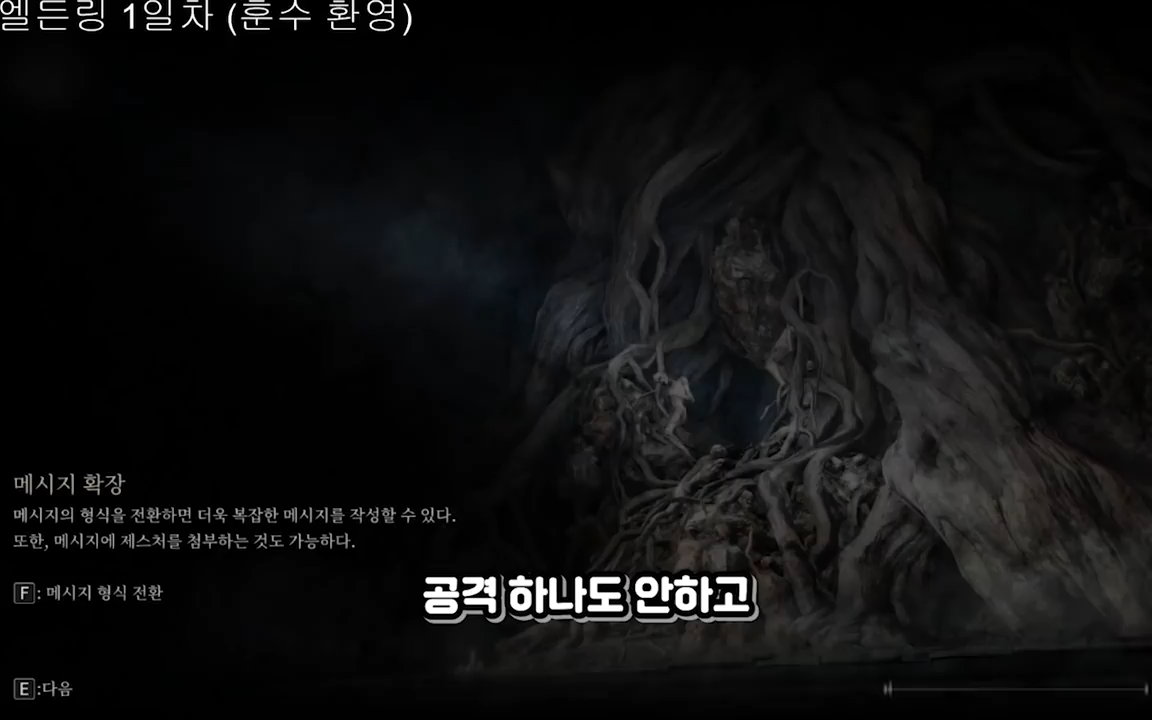 엘든링 1일차 (훈수 환영)
메시지 확장
메시지의 형식을 전환하면 더욱 복잡한 메시지를 작성할 수 있다.
또한, 메시지에 제스처를 첨부하는 것도 가능하다.
F: 메시지 형식 전환
공격 하나도 안하고
E:다음